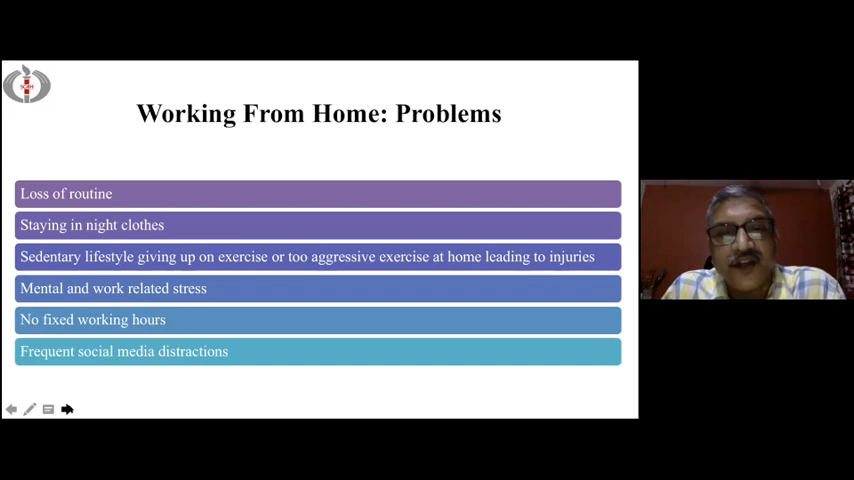 SGRH
Working From Home: Problems
Loss of routine
Staying in night clothes
Sedentary lifestyle giving up on exercise or too aggressive exercise at home leading to injuries
Mental and work related stress
No fixed working hours
Frequent social media distractions